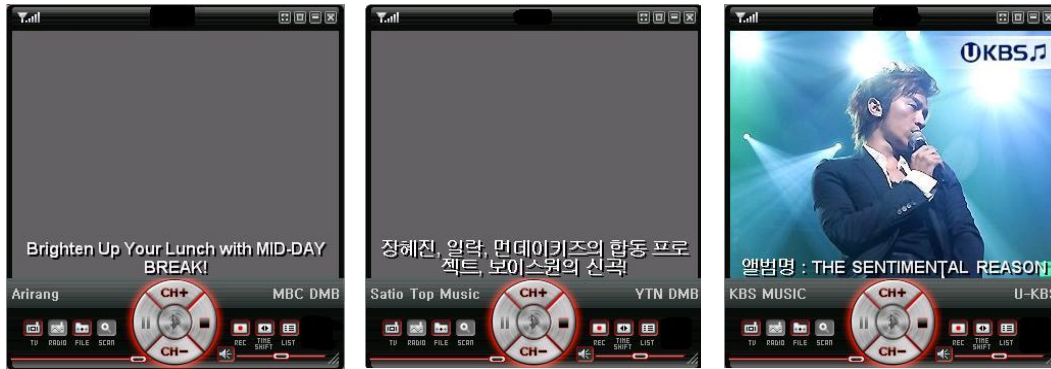 Brighten Up Your Lunch with MID-DAY
BREAK!
Arirang
MBC DMB
CH+
CH-
TV
RADIO
FILE
SCAN
REC
TIME
SHIFT
LIST
장혜진, 일락, 먼데이키즈의 합동 프로
젝트, 보이스원의 신곡!
Satio Top Music
YTN DMB
CH+
CH-
TV
RADIO
FILE
SCAN
REC
TIME
SHIFT
LIST
UKBS♫
앨범명 : THE SENTIMENTAL REASON
KBS MUSIC
U-KBS
CH+
CH-
TV
RADIO
FILE
SCAN
REC
TIME
SHIFT
LIST